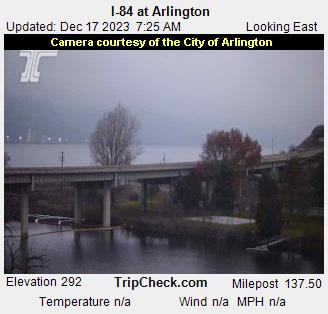 I-84 at Arlington
Updated: Dec 17 2023 7:25 AM Looking East
Camera courtesy of the City of Arlington
Elevation 292 TripCheck.com Milepost 137.50
Temperature n/a Wind n/a MPH n/a